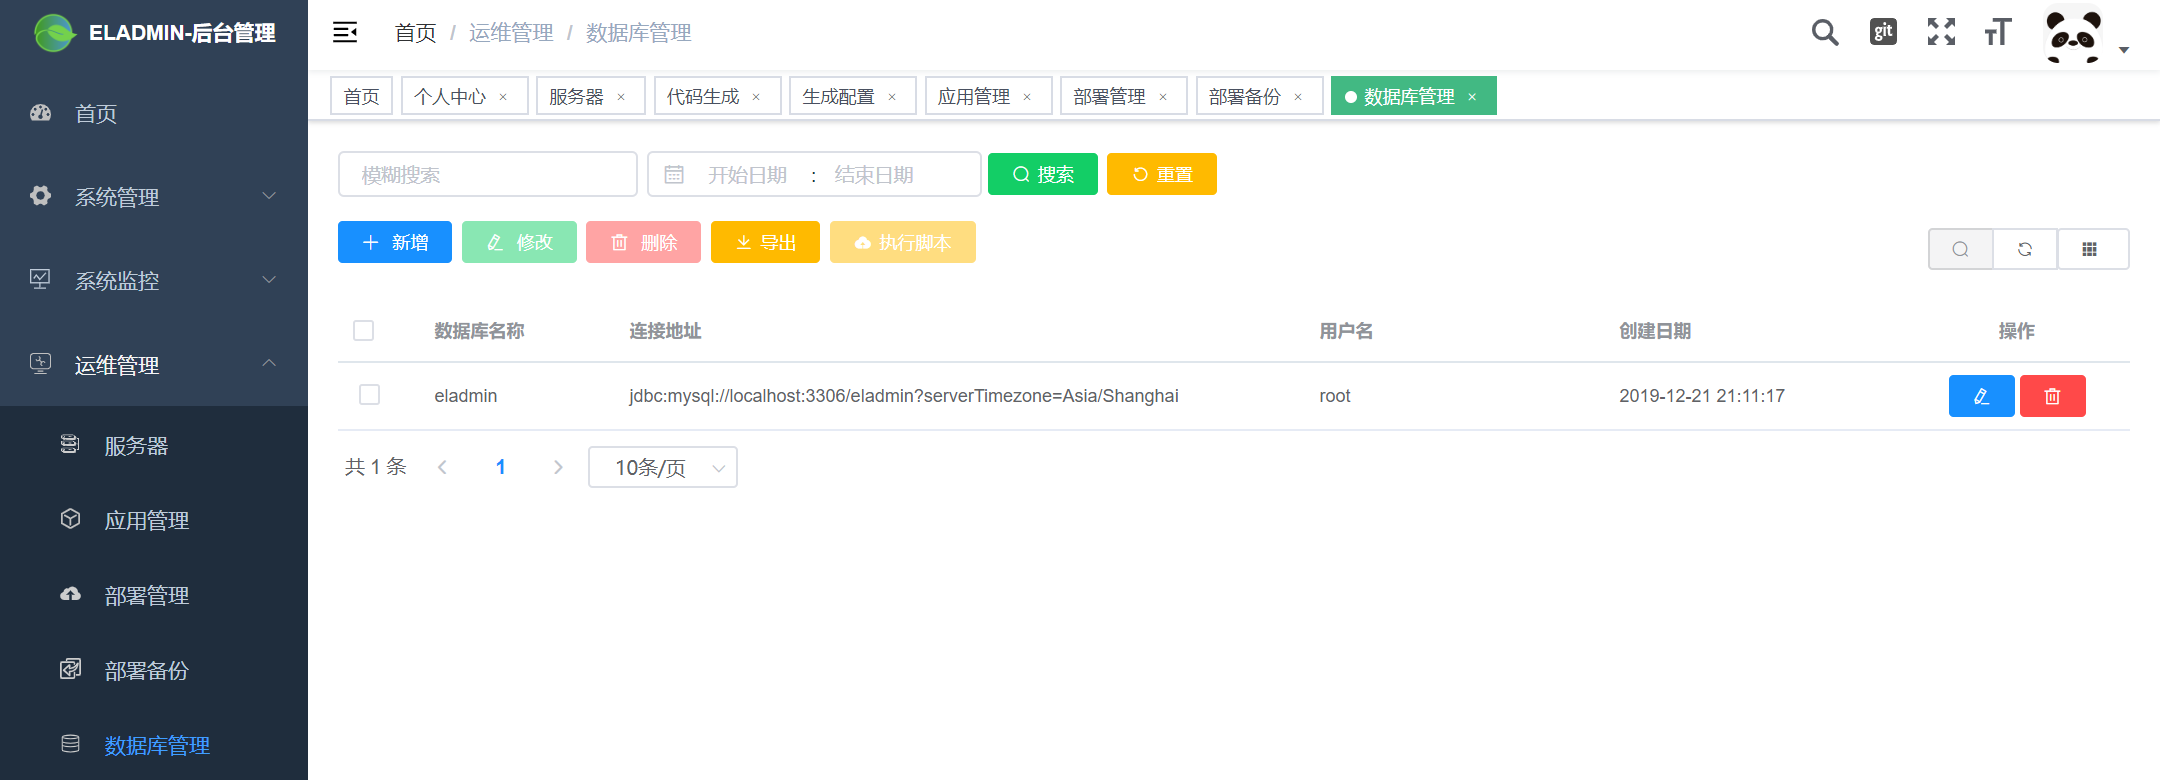 ELADMIN-后台管理
首页
系统管理
系统监控
运维管理
服务器
应用管理
部署管理
部署备份
数据库管理
首页 / 运维管理 / 数据库管理
git
首页 个人中心 × 服务器 × 代码生成 × 生成配置 × 应用管理 × 部署管理 × 部署备份 × 数据库管理 ×
模糊搜索 开始日期 : 结束日期 搜索 重置
新增 修改 删除 导出 执行脚本
数据库名称 连接地址 用户名 创建日期 操作
eladmin jdbc:mysql://localhost:3306/eladmin?serverTimezone=Asia/Shanghai root 2019-12-21 21:11:17
共 1 条 1 10条/页